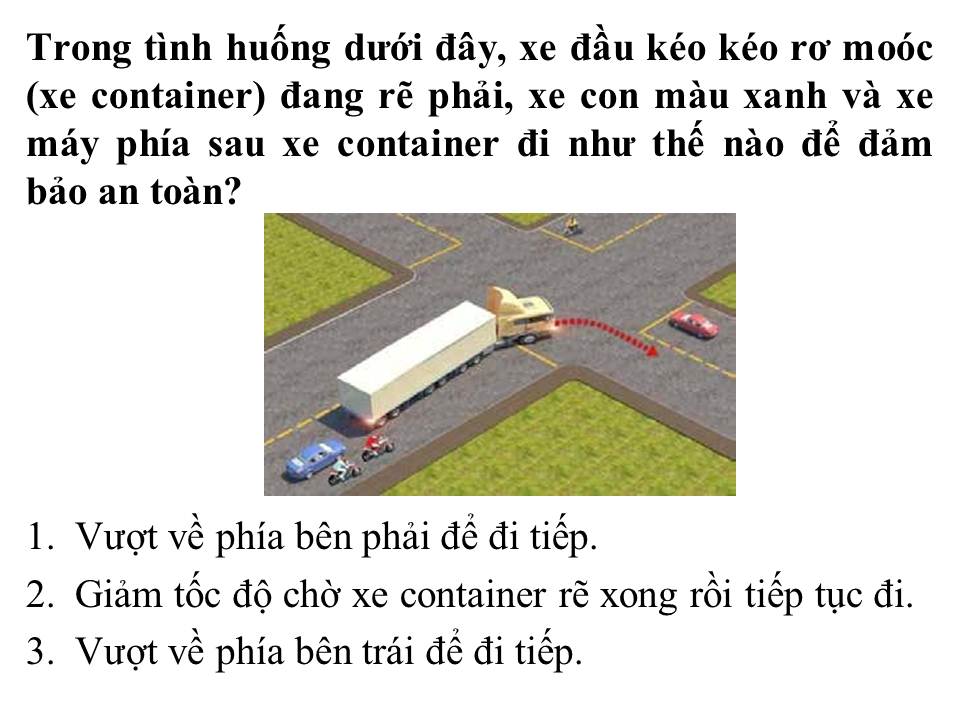 Trong tình huống dưới đây, xe đầu kéo kéo rơ moóc
(xe container) đang rẽ phải, xe con màu xanh và xe
máy phía sau xe container đi như thế nào để đảm
bảo an toàn?
1. Vượt về phía bên phải để đi tiếp.
2. Giảm tốc độ chờ xe container rẽ xong rồi tiếp tục đi.
3. Vượt về phía bên trái để đi tiếp.